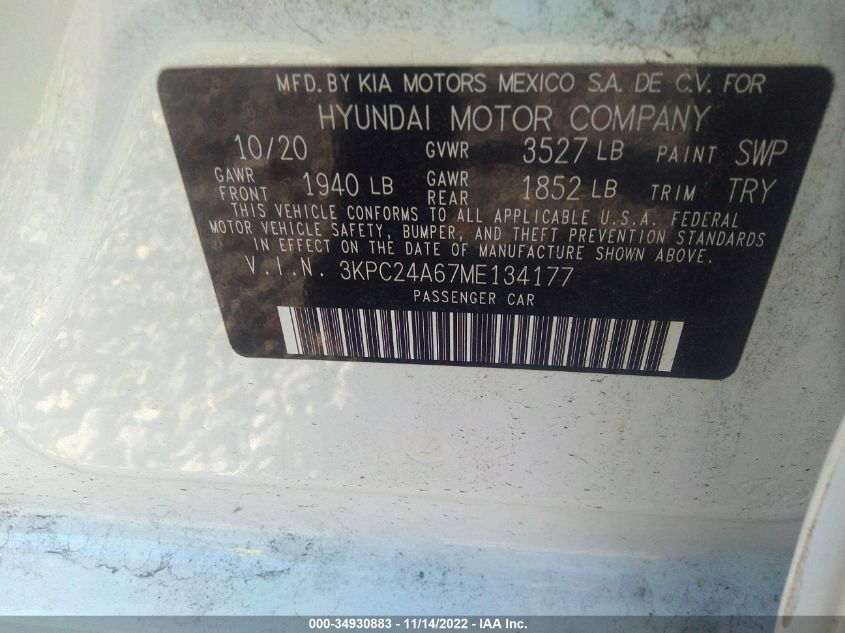 MFD. BY KIA MOTORS MEXICO S.A. DE C.V. FOR
HYUNDAI MOTOR COMPANY
10/20 GVWR 3527 LB PAINT SWP
GAWR FRONT 1940 LB GAWR REAR 1852 LB TRIM TRY
THIS VEHICLE CONFORMS TO ALL APPLICABLE U.S.A. FEDERAL
MOTOR VEHICLE SAFETY, BUMPER, AND THEFT PREVENTION STANDARDS
IN EFFECT ON THE DATE OF MANUFACTURE SHOWN ABOVE.
V.I.N. 3KPC24A67ME134177
PASSENGER CAR
000-34930883 - 11/14/2022 - IAA Inc.